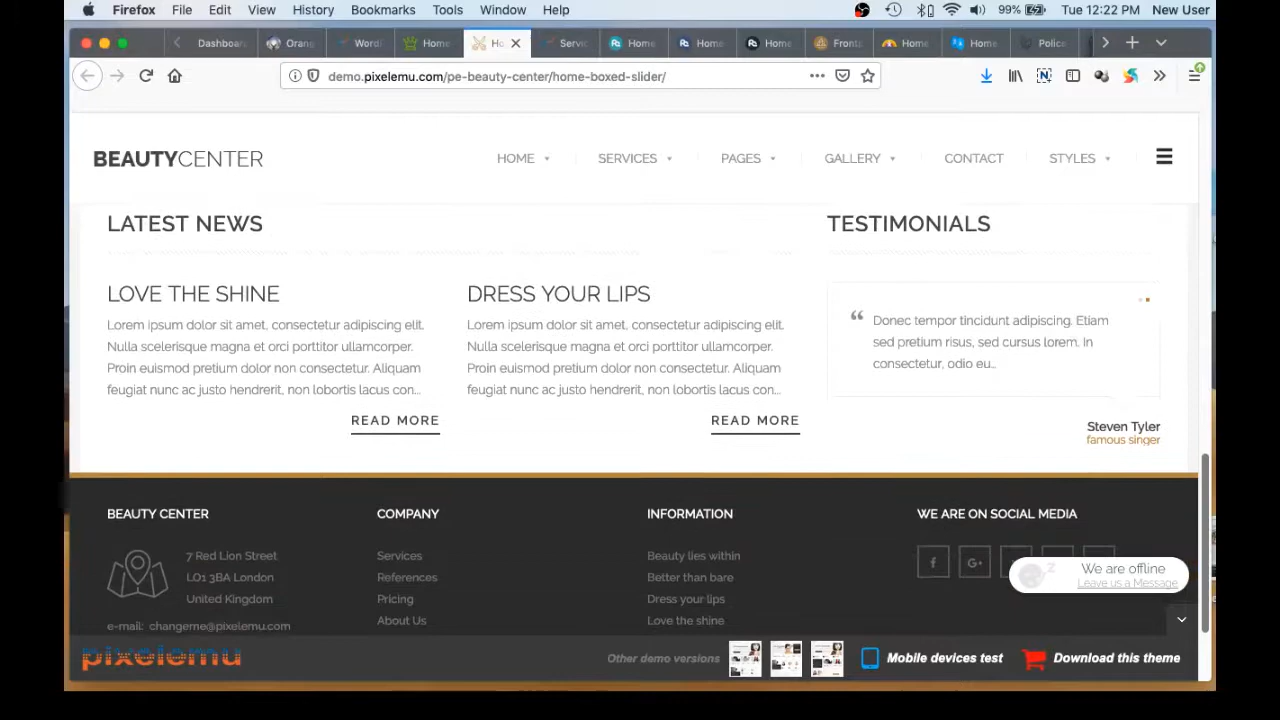 Firefox File Edit View History Bookmarks Tools Window Help 99% Tue 12:22 PM New User
Dashboa Orang WordP Home Ho Servic Home Home Home Fronta Home Home Police
demo.pixelemu.com/pe-beauty-center/home-boxed-slider/
BEAUTYCENTER HOME SERVICES PAGES GALLERY CONTACT STYLES
LATEST NEWS
TESTIMONIALS
LOVE THE SHINE
Lorem ipsum dolor sit amet, consectetur adipiscing elit.
Nulla scelerisque magna et orci porttitor ullamcorper.
Proin euismod pretium dolor non consectetur. Aliquam
feugiat nunc ac justo hendrerit, non lobortis lacus con...
READ MORE
DRESS YOUR LIPS
Lorem ipsum dolor sit amet, consectetur adipiscing elit.
Nulla scelerisque magna et orci porttitor ullamcorper.
Proin euismod pretium dolor non consectetur. Aliquam
feugiat nunc ac justo hendrerit, non lobortis lacus con...
READ MORE
“ Donec tempor tincidunt adipiscing. Etiam
sed pretium risus, sed cursus lorem. In
consectetur, odio eu...
Steven Tyler
famous singer
BEAUTY CENTER
7 Red Lion Street
LO1 3BA London
United Kingdom
e-mail: changeme@pixelemu.com
COMPANY
Services
References
Pricing
About Us
INFORMATION
Beauty lies within
Better than bare
Dress your lips
Love the shine
WE ARE ON SOCIAL MEDIA
f G+
We are offline
Leave us a Message
pixelemu Other demo versions Mobile devices test Download this theme